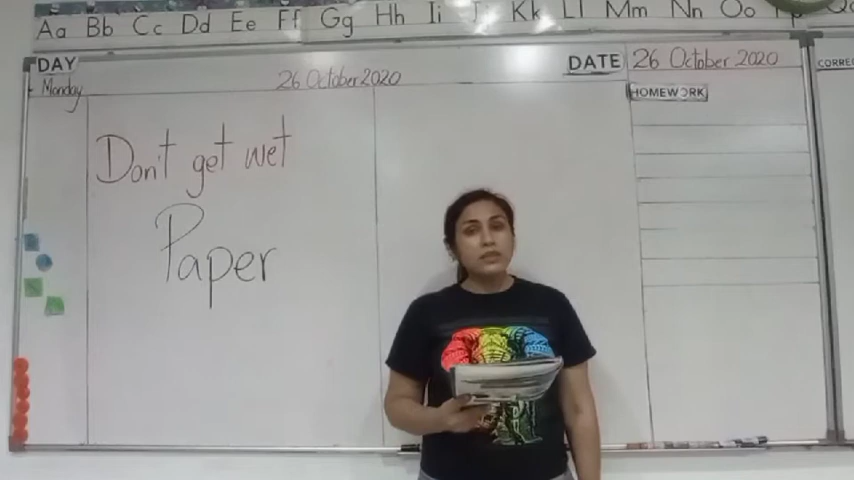 Aa Bb Cc Dd Ee Ff Gg Hh Ii Kk Ll Mm Nn Oo
DAY
Monday
26 October 2020
DATE
26 October 2020
HOMEWORK
Don't get wet
Paper